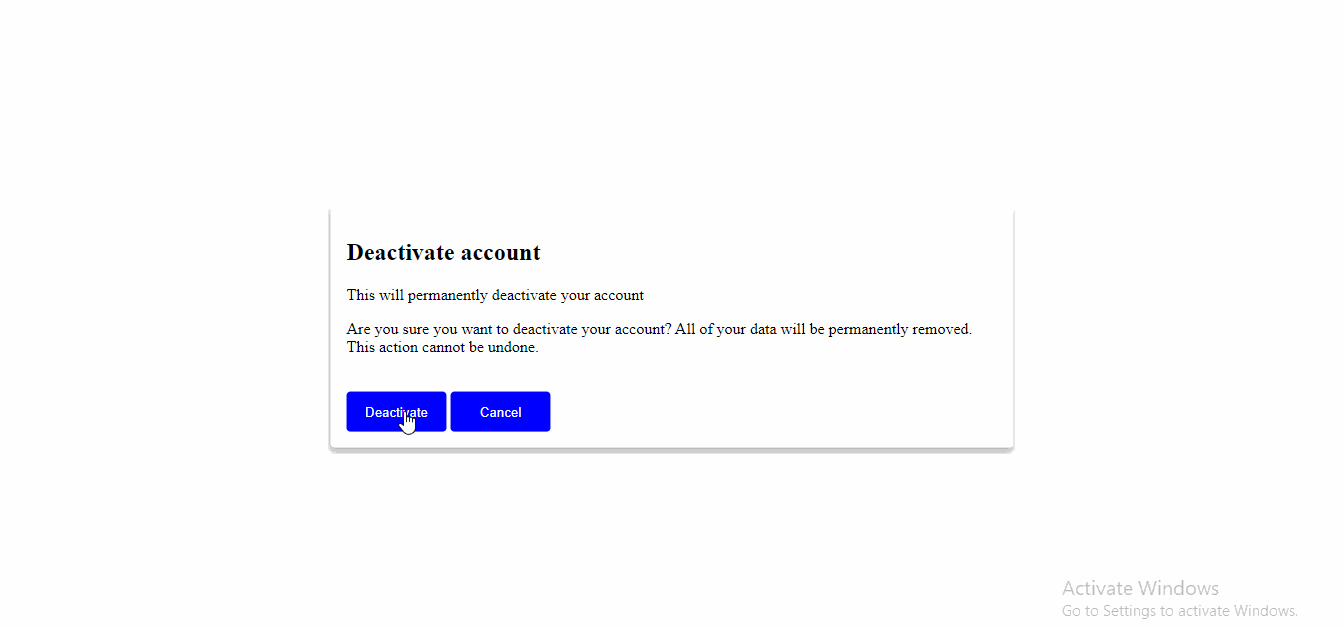 Deactivate account
This will permanently deactivate your account
Are you sure you want to deactivate your account? All of your data will be permanently removed.
This action cannot be undone.
Deactivate Cancel
Activate Windows
Go to Settings to activate Windows.